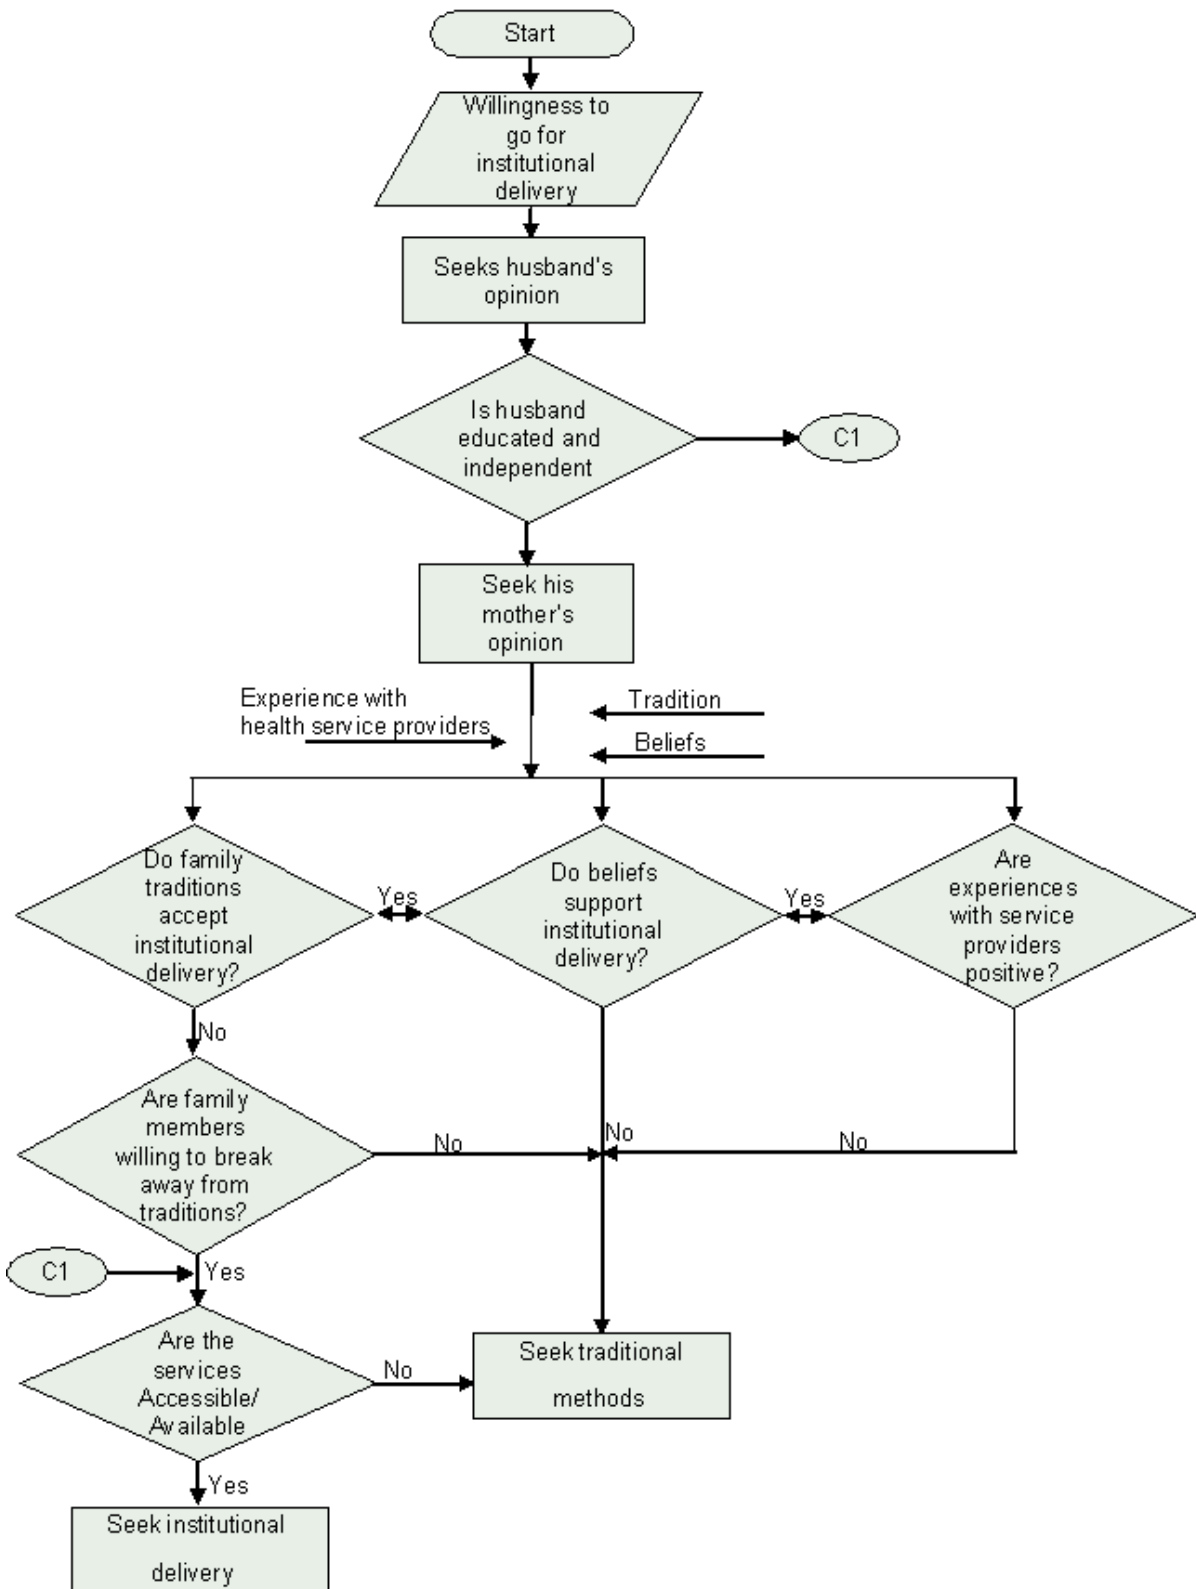 Start
Willingness to
go for
institutional
delivery
Seeks husband's
opinion
Is husband
educated and
independent
C1
Seek his
mother's
opinion
Experience with
health service providers
Tradition
Beliefs
Do family
traditions
accept
institutional
delivery?
Yes
Do beliefs
support
institutional
delivery?
Yes
Are
experiences
with service
providers
positive?
No
Are family
members
willing to break
away from
traditions?
No
No
No
C1
Yes
Are the
services
Accessible/
Available
No
Seek traditional
methods
Yes
Seek institutional
delivery